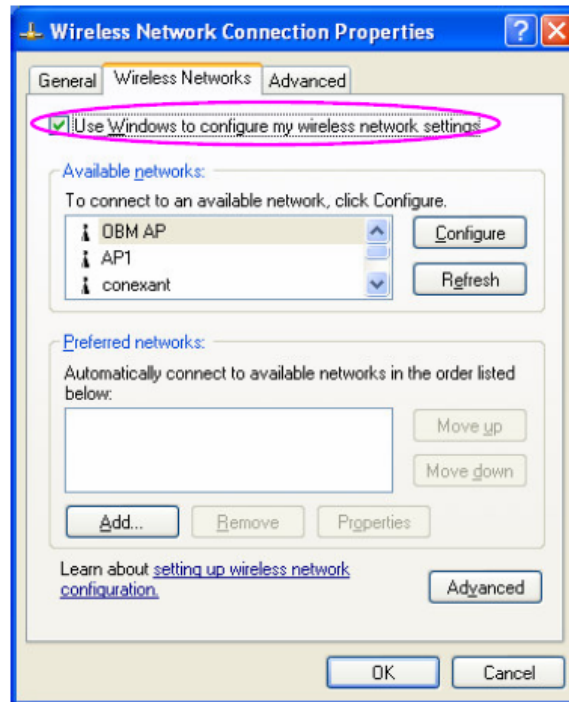 Wireless Network Connection Properties
General Wireless Networks Advanced
Use Windows to configure my wireless network settings
Available networks:
To connect to an available network, click Configure.
OBM AP
AP1
conexant
Configure
Refresh
Preferred networks:
Automatically connect to available networks in the order listed
below:
Move up
Move down
Add... Remove Properties
Learn about setting up wireless network
configuration.
Advanced
OK Cancel